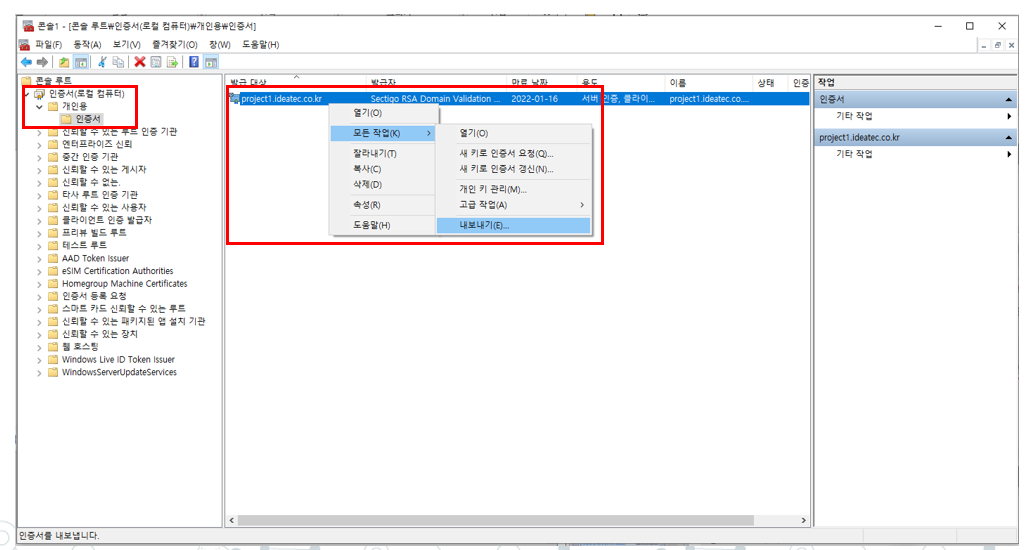 콘솔1 - [콘솔 루트₩인증서(로컬 컴퓨터)₩개인용₩인증서]
파일(F) 동작(A) 보기(V) 즐겨찾기(O) 창(W) 도움말(H)
콘솔 루트
인증서(로컬 컴퓨터)
개인용
인증서
신뢰할 수 있는 루트 인증 기관
엔터프라이즈 신뢰
중간 인증 기관
신뢰할 수 있는 게시자
신뢰할 수 없는.
타사 루트 인증 기관
신뢰할 수 있는 사용자
클라이언트 인증 발급자
프리뷰 빌드 루트
테스트 루트
AAD Token Issuer
eSIM Certification Authorities
Homegroup Machine Certificates
인증서 등록 요청
스마트 카드 신뢰할 수 있는 루트
신뢰할 수 있는 패키지된 앱 설치 기관
신뢰할 수 있는 장치
웹 호스팅
Windows Live ID Token Issuer
WindowsServerUpdateServices
발급 대상 발급자 만료 날짜 용도 이름 상태 인증
project1.ideatec.co.kr Sectigo RSA Domain Validation ... 2022-01-16 서버 인증, 클라이... project1.ideatec.co....
열기(O)
모든 작업(K)
잘라내기(T)
복사(C)
삭제(D)
속성(R)
도움말(H)
열기(O)
새 키로 인증서 요청(Q)...
새 키로 인증서 갱신(N)...
개인 키 관리(M)...
고급 작업(A)
내보내기(E)...
작업
인증서
기타 작업
project1.ideatec.co.kr
기타 작업
인증서를 내보냅니다.